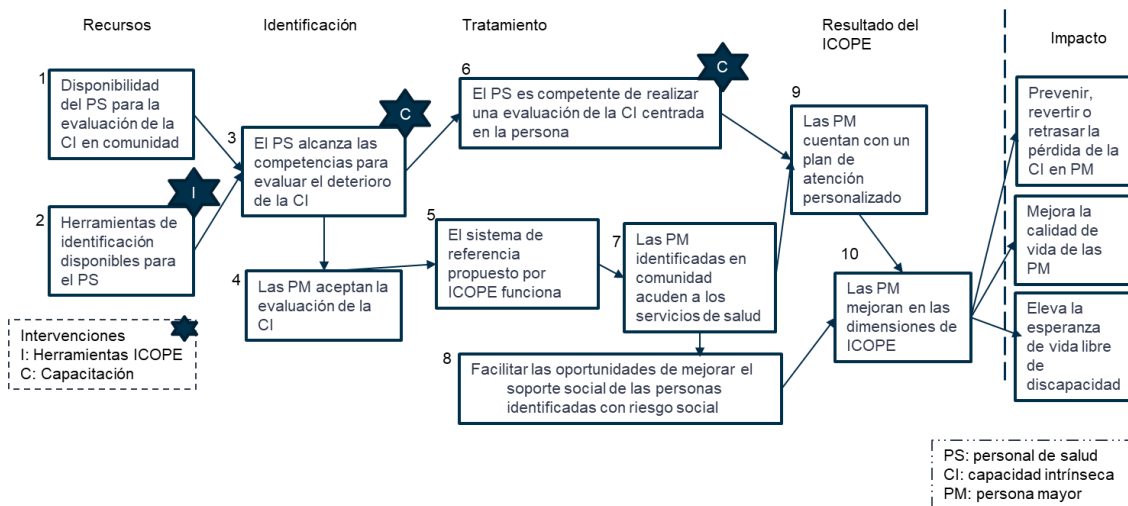 Recursos
Identificación
Tratamiento
Resultado del
ICOPE
Impacto
1
Disponibilidad
del PS para la
evaluación de la
CI en comunidad
I
2
Herramientas de
identificación
disponibles para
el PS
C
3
El PS alcanza las
competencias para
evaluar el deterioro
de la CI
4
Las PM aceptan la
evaluación de la
CI
C
6
El PS es competente de realizar
una evaluación de la CI centrada
en la persona
5
El sistema de
referencia
propuesto por
ICOPE funciona
7
Las PM
identificadas en
comunidad
acuden a los
servicios de salud
8
Facilitar las oportunidades de mejorar el
soporte social de las personas
identificadas con riesgo social
9
Las PM
cuentan con un
plan de
atención
personalizado
10
Las PM
mejoran en las
dimensiones de
ICOPE
Prevenir,
revertir o
retrasar la
pérdida de la
CI en PM
Mejora la
calidad de
vida de las
PM
Eleva la
esperanza
de vida libre
de
discapacidad
Intervenciones
I: Herramientas ICOPE
C: Capacitación
PS: personal de salud
CI: capacidad intrínseca
PM: persona mayor